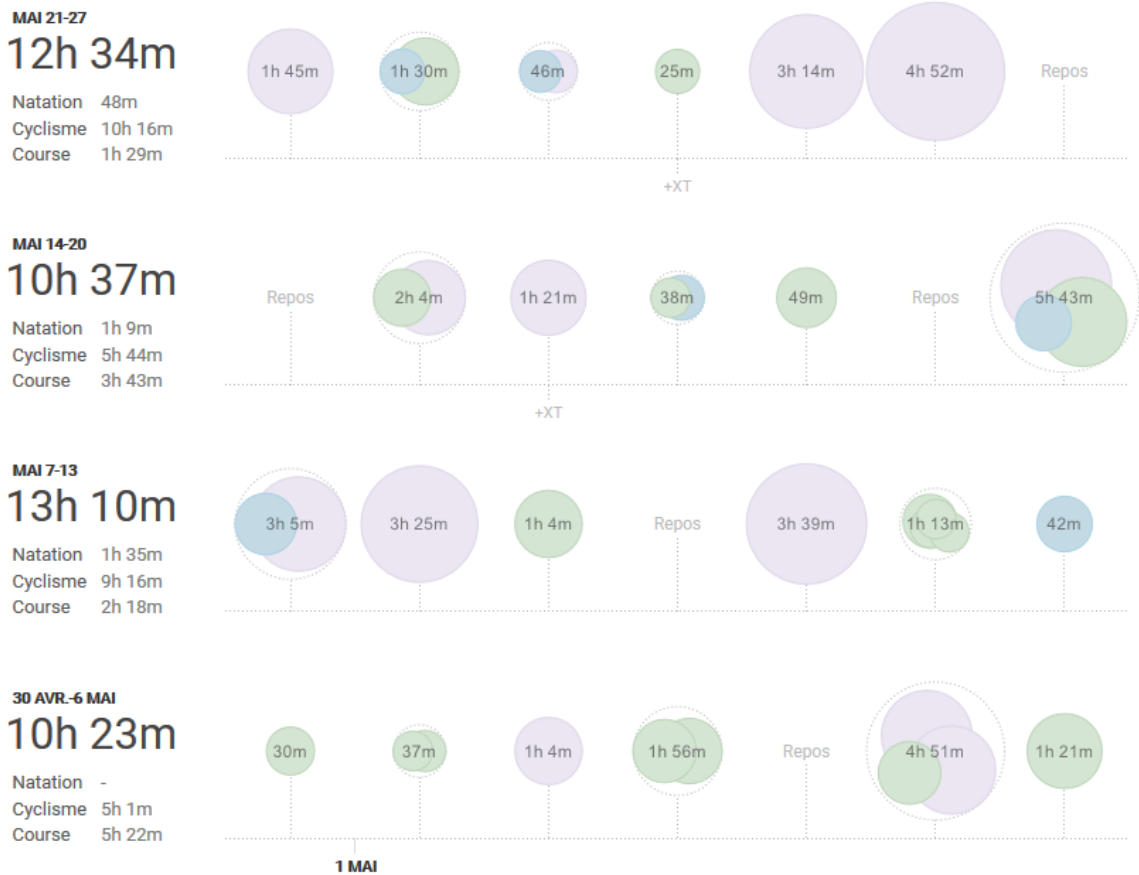 MAI 21-27
12h 34m
Natation 48m
Cyclisme 10h 16m
Course 1h 29m
1h 45m 1h 30m 46m 25m 3h 14m 4h 52m Repos
+XT
MAI 14-20
10h 37m
Natation 1h 9m
Cyclisme 5h 44m
Course 3h 43m
Repos 2h 4m 1h 21m 38m 49m Repos 5h 43m
+XT
MAI 7-13
13h 10m
Natation 1h 35m
Cyclisme 9h 16m
Course 2h 18m
3h 5m 3h 25m 1h 4m Repos 3h 39m 1h 13m 42m
30 AVR.-6 MAI
10h 23m
Natation -
Cyclisme 5h 1m
Course 5h 22m
30m 37m 1h 4m 1h 56m Repos 4h 51m 1h 21m
1 MAI